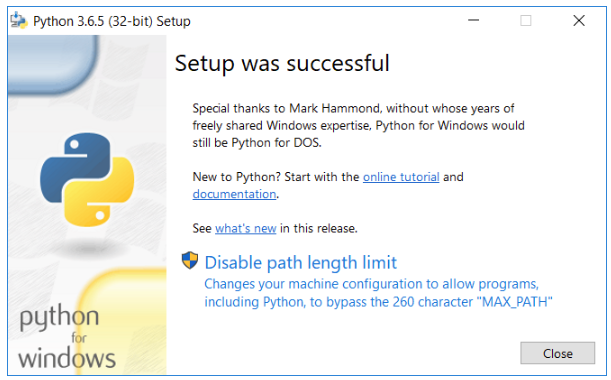 Python 3.6.5 (32-bit) Setup
Setup was successful
Special thanks to Mark Hammond, without whose years of
freely shared Windows expertise, Python for Windows would
still be Python for DOS.
New to Python? Start with the online tutorial and
documentation.
See what's new in this release.
Disable path length limit
Changes your machine configuration to allow programs,
including Python, to bypass the 260 character "MAX_PATH"
python
for
windows
Close